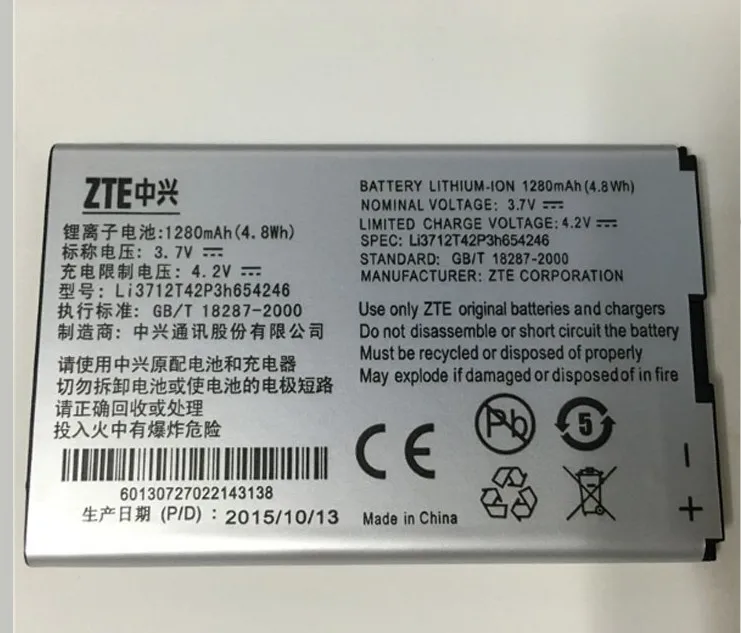 ZTE中兴
锂离子电池:1280mAh(4.8Wh)
标称电压: 3.7V
充电限制电压: 4.2V
型号: Li3712T42P3h654246
执行标准: GB/T 18287-2000
制造商: 中兴通讯股份有限公司
请使用中兴原配电池和充电器
切勿拆卸电池或使电池的电极短路
请正确回收或处理
投入火中有爆炸危险
60130727022143138
生产日期 (P/D) : 2015/10/13
BATTERY LITHIUM-ION 1280mAh(4.8Wh)
NOMINAL VOLTAGE: 3.7V
LIMITED CHARGE VOLTAGE: 4.2V
SPEC: Li3712T42P3h654246
STANDARD: GB/T 18287-2000
MANUFACTURER: ZTE CORPORATION
Use only ZTE original batteries and chargers
Do not disassemble or short circuit the battery
Must be recycled or disposed of properly
May explode if damaged or disposed of in fire
CE
Pb
5
Made in China
-
+